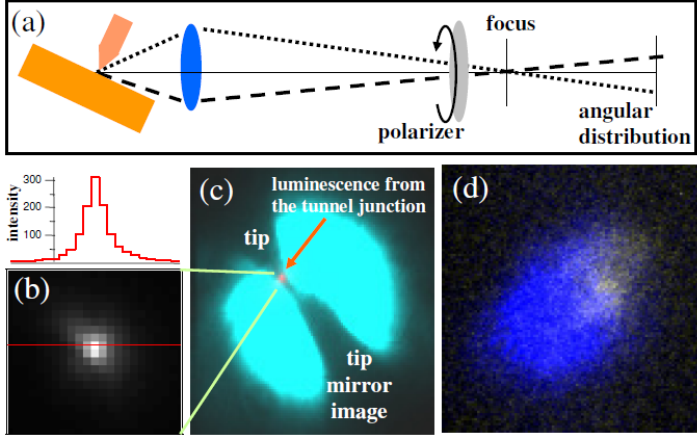 (a)
focus
polarizer
angular
distribution
intensity
300
200
100
(b)
(c)
luminescence from
the tunnel junction
tip
tip
mirror
image
(d)